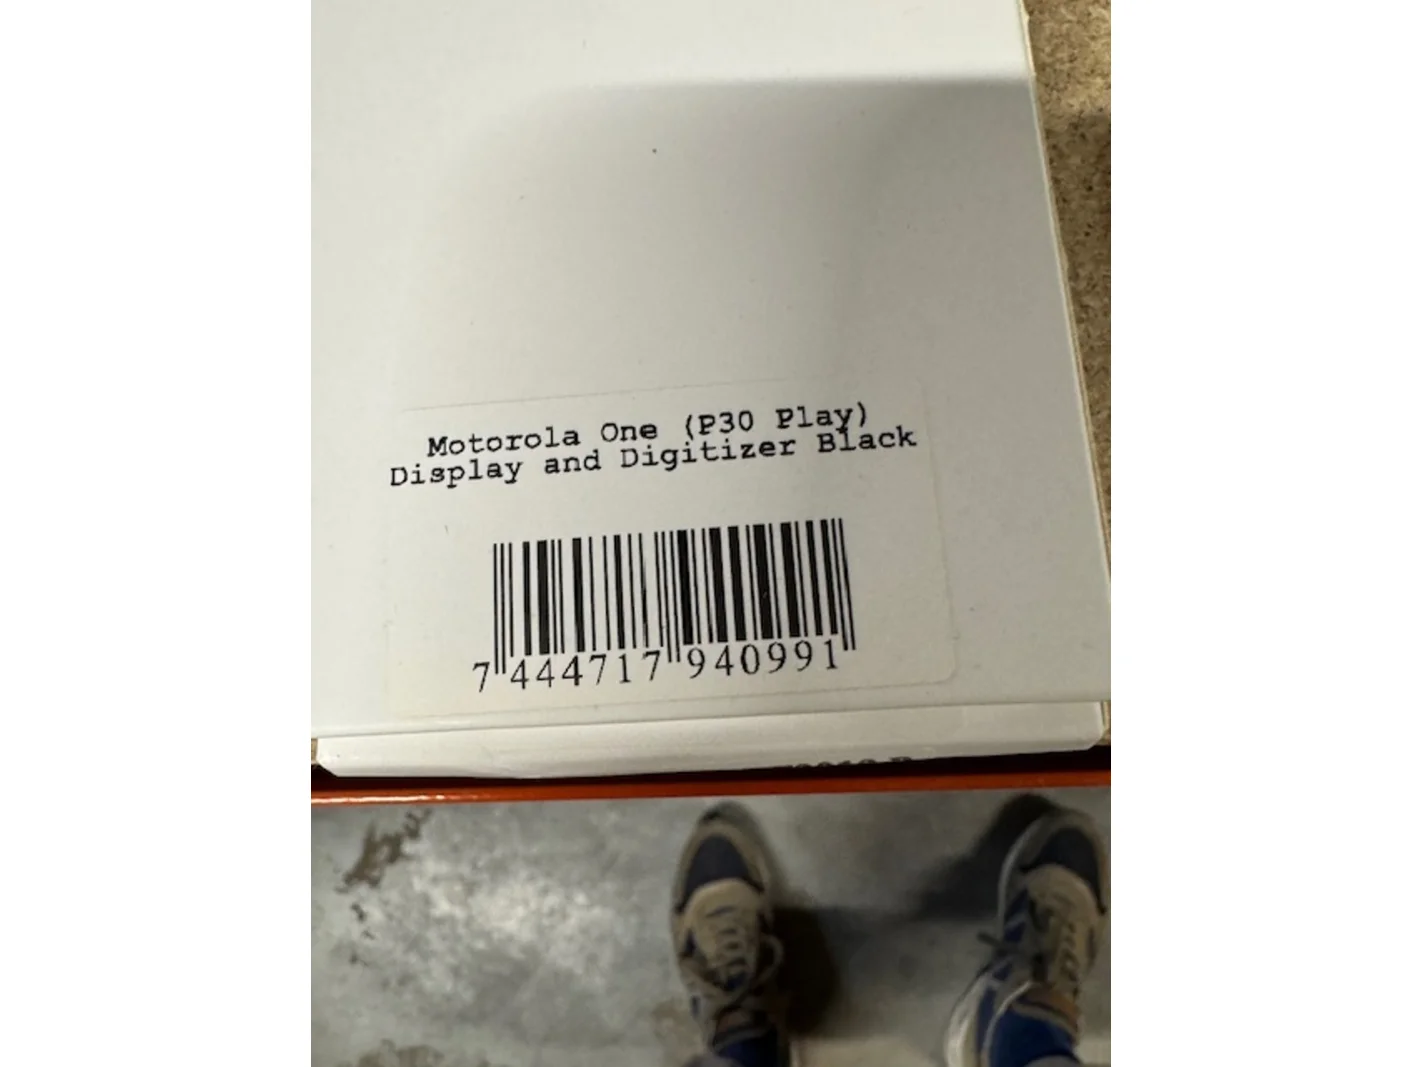 Motorola One (P30 Play)
Display and Digitizer Black
7 444717 940991